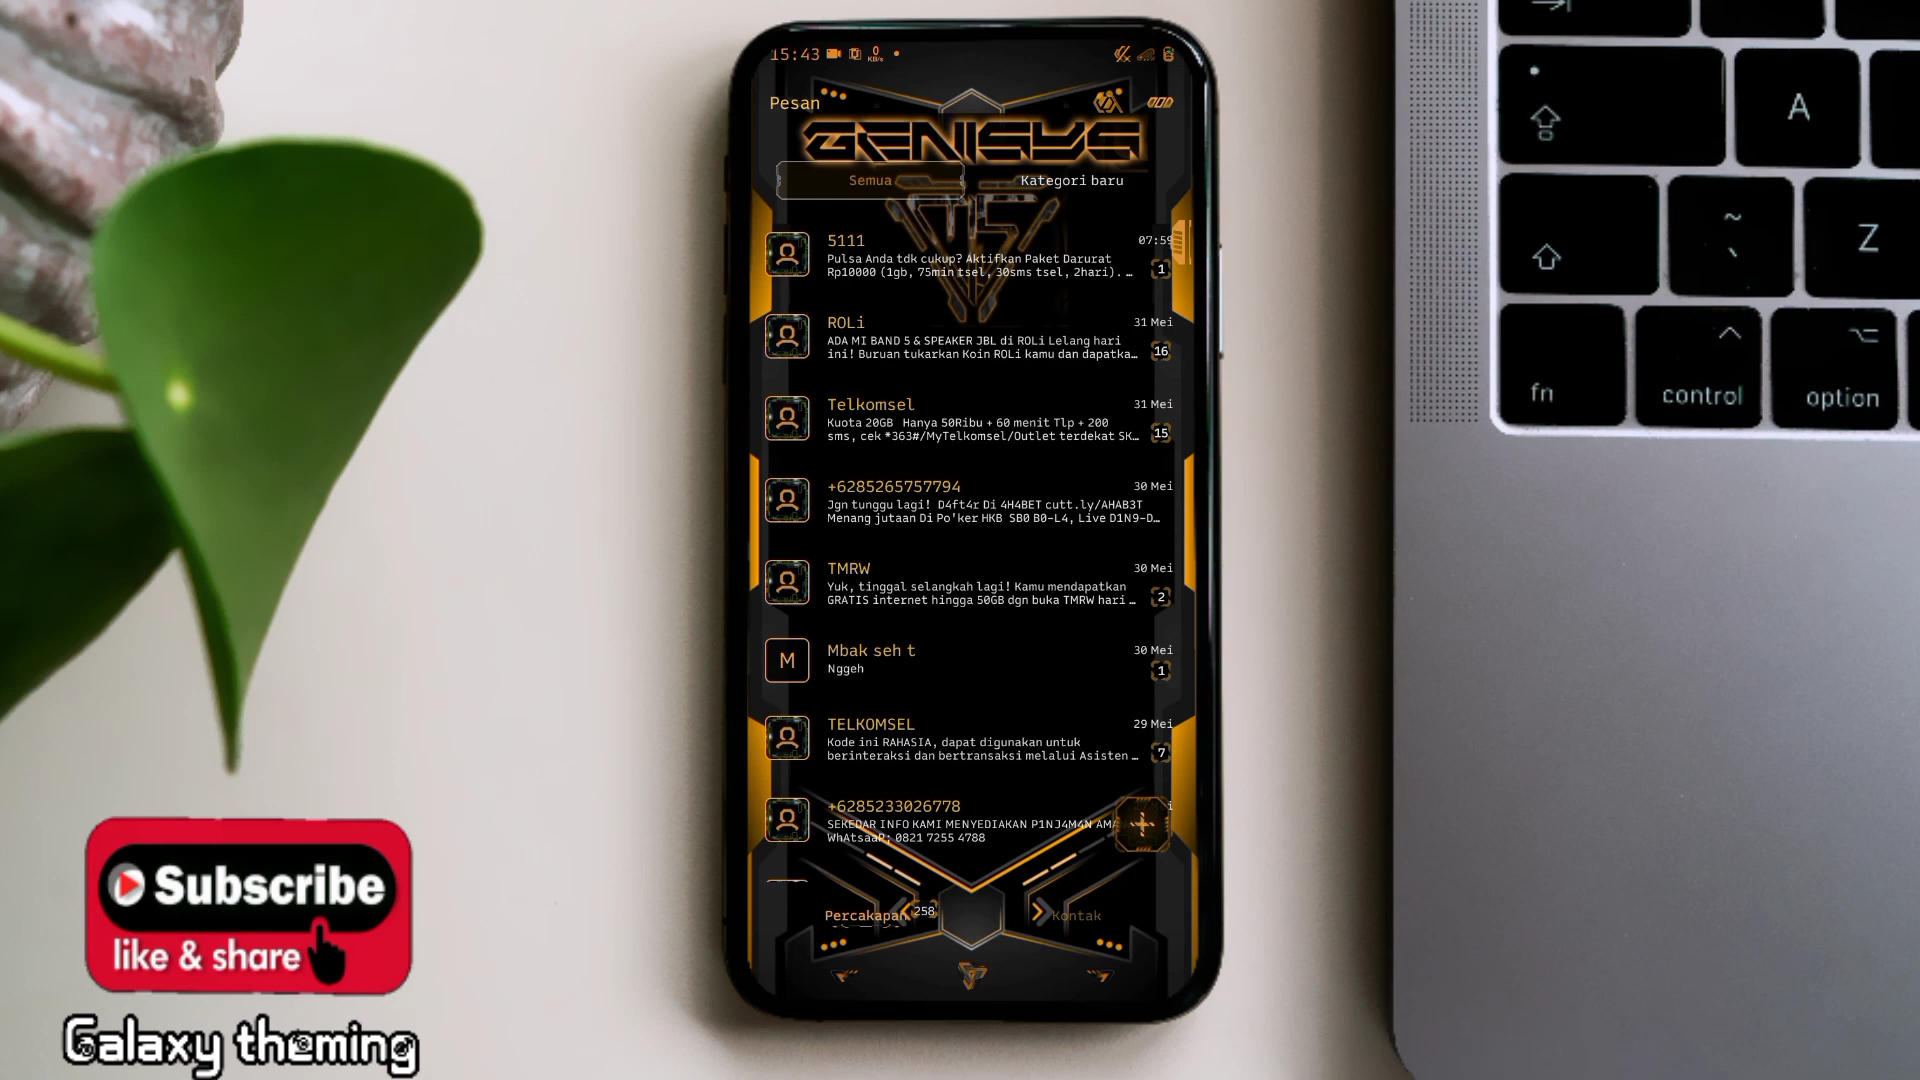 15:43
0
KB/s
Pesan
GENISYS
Semua
Kategori baru
5111
07:59
Pulsa Anda tdk cukup? Aktifkan Paket Darurat
Rp10000 (1gb, 75min tsel, 30sms tsel, 2hari). …
1
ROLi
31 Mei
ADA MI BAND 5 & SPEAKER JBL di ROLi Lelang hari
ini! Buruan tukarkan Koin ROLi kamu dan dapatka…
16
Telkomsel
31 Mei
Kuota 20GB Hanya 50Ribu + 60 menit Tlp + 200
sms, cek *363#/MyTelkomsel/Outlet terdekat SK…
15
+6285265757794
30 Mei
Jgn tunggu lagi! D4ft4r Di 4H4BET cutt.ly/AHAB3T
Menang jutaan Di Po'ker HKB SB0 B0-L4, Live D1N9-D…
TMRW
30 Mei
Yuk, tinggal selangkah lagi! Kamu mendapatkan
GRATIS internet hingga 50GB dgn buka TMRW hari …
2
M
Mbak seh t
30 Mei
Nggeh
1
TELKOMSEL
29 Mei
Kode ini RAHASIA, dapat digunakan untuk
berinteraksi dan bertransaksi melalui Asisten …
7
+6285233026778
SEKEDAR INFO KAMI MENYEDIAKAN P1NJ4M4N AMA
WhAtsaaP; 0821 7255 4788
Percakapan
258
Kontak
Subscribe
like & share
Galaxy theming
A
~
`
Z
fn
control
option